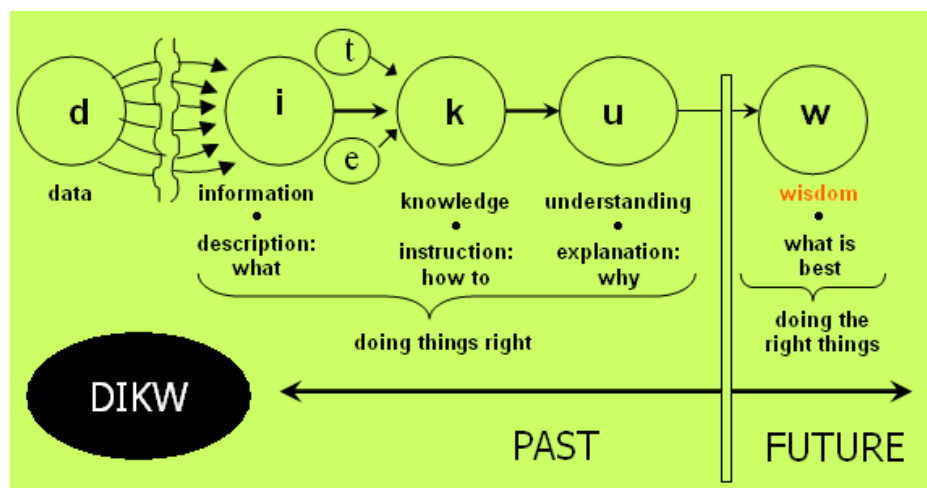 d
i
t
e
k
u
w
data
information
description:
what
knowledge
instruction:
how to
understanding
explanation:
why
wisdom
what is
best
doing things right
doing the
right things
DIKW
PAST
FUTURE